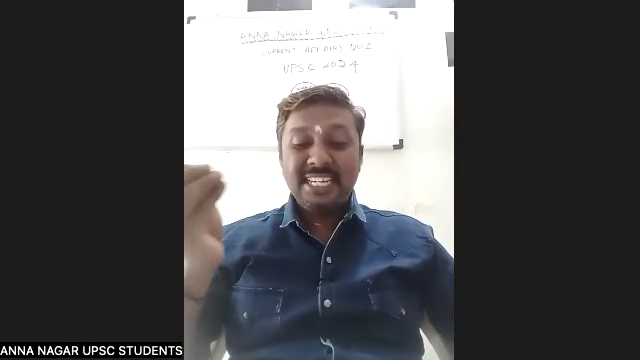 ANNA NAGAR
CURRENT AFFAIRS QUIZ
UPSC 2024
ANNA NAGAR UPSC STUDENTS